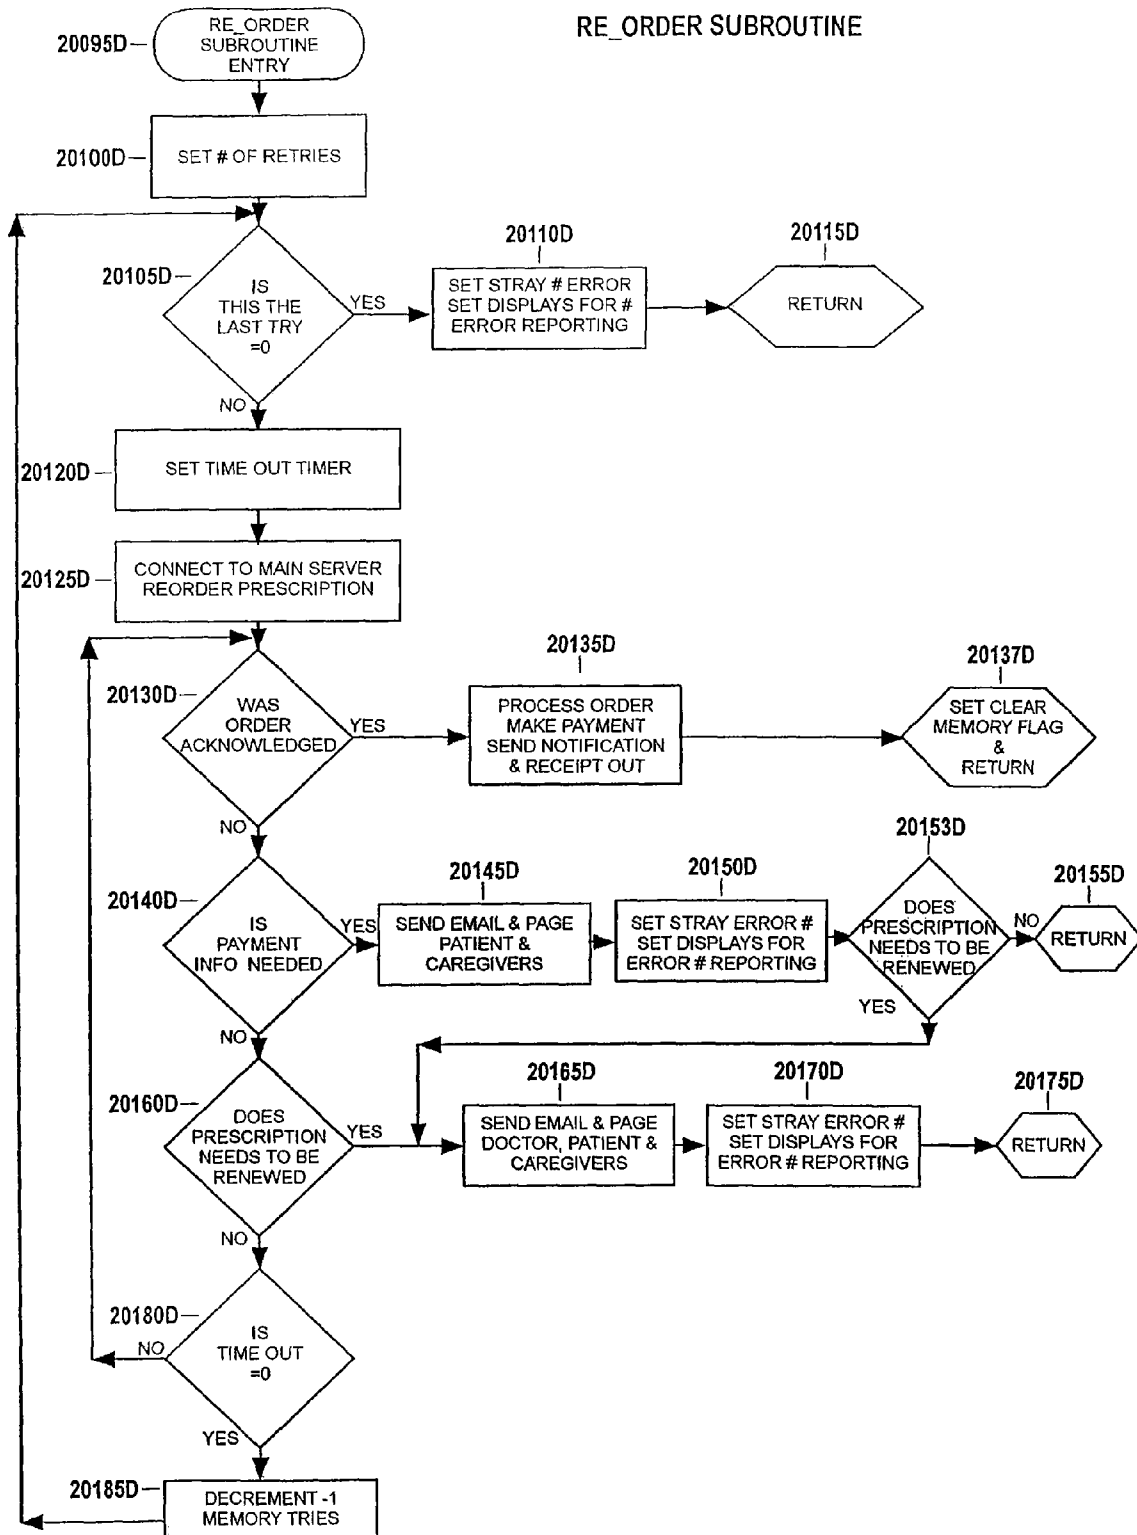 RE_ORDER SUBROUTINE
20095D
RE_ORDER
SUBROUTINE
ENTRY
20100D
SET # OF RETRIES
20105D
IS
THIS THE
LAST TRY
=0
YES
NO
20110D
SET STRAY # ERROR
SET DISPLAYS FOR #
ERROR REPORTING
20115D
RETURN
20120D
SET TIME OUT TIMER
20125D
CONNECT TO MAIN SERVER
REORDER PRESCRIPTION
20130D
WAS
ORDER
ACKNOWLEDGED
YES
NO
20135D
PROCESS ORDER
MAKE PAYMENT
SEND NOTIFICATION
& RECEIPT OUT
20137D
SET CLEAR
MEMORY FLAG
&
RETURN
20140D
IS
PAYMENT
INFO NEEDED
YES
NO
20145D
SEND EMAIL & PAGE
PATIENT &
CAREGIVERS
20150D
SET STRAY ERROR #
SET DISPLAYS FOR
ERROR # REPORTING
20153D
DOES
PRESCRIPTION
NEEDS TO BE
RENEWED
NO
YES
20155D
RETURN
20160D
DOES
PRESCRIPTION
NEEDS TO BE
RENEWED
YES
NO
20165D
SEND EMAIL & PAGE
DOCTOR, PATIENT &
CAREGIVERS
20170D
SET STRAY ERROR #
SET DISPLAYS FOR
ERROR # REPORTING
20175D
RETURN
20180D
IS
TIME OUT
=0
NO
YES
20185D
DECREMENT -1
MEMORY TRIES